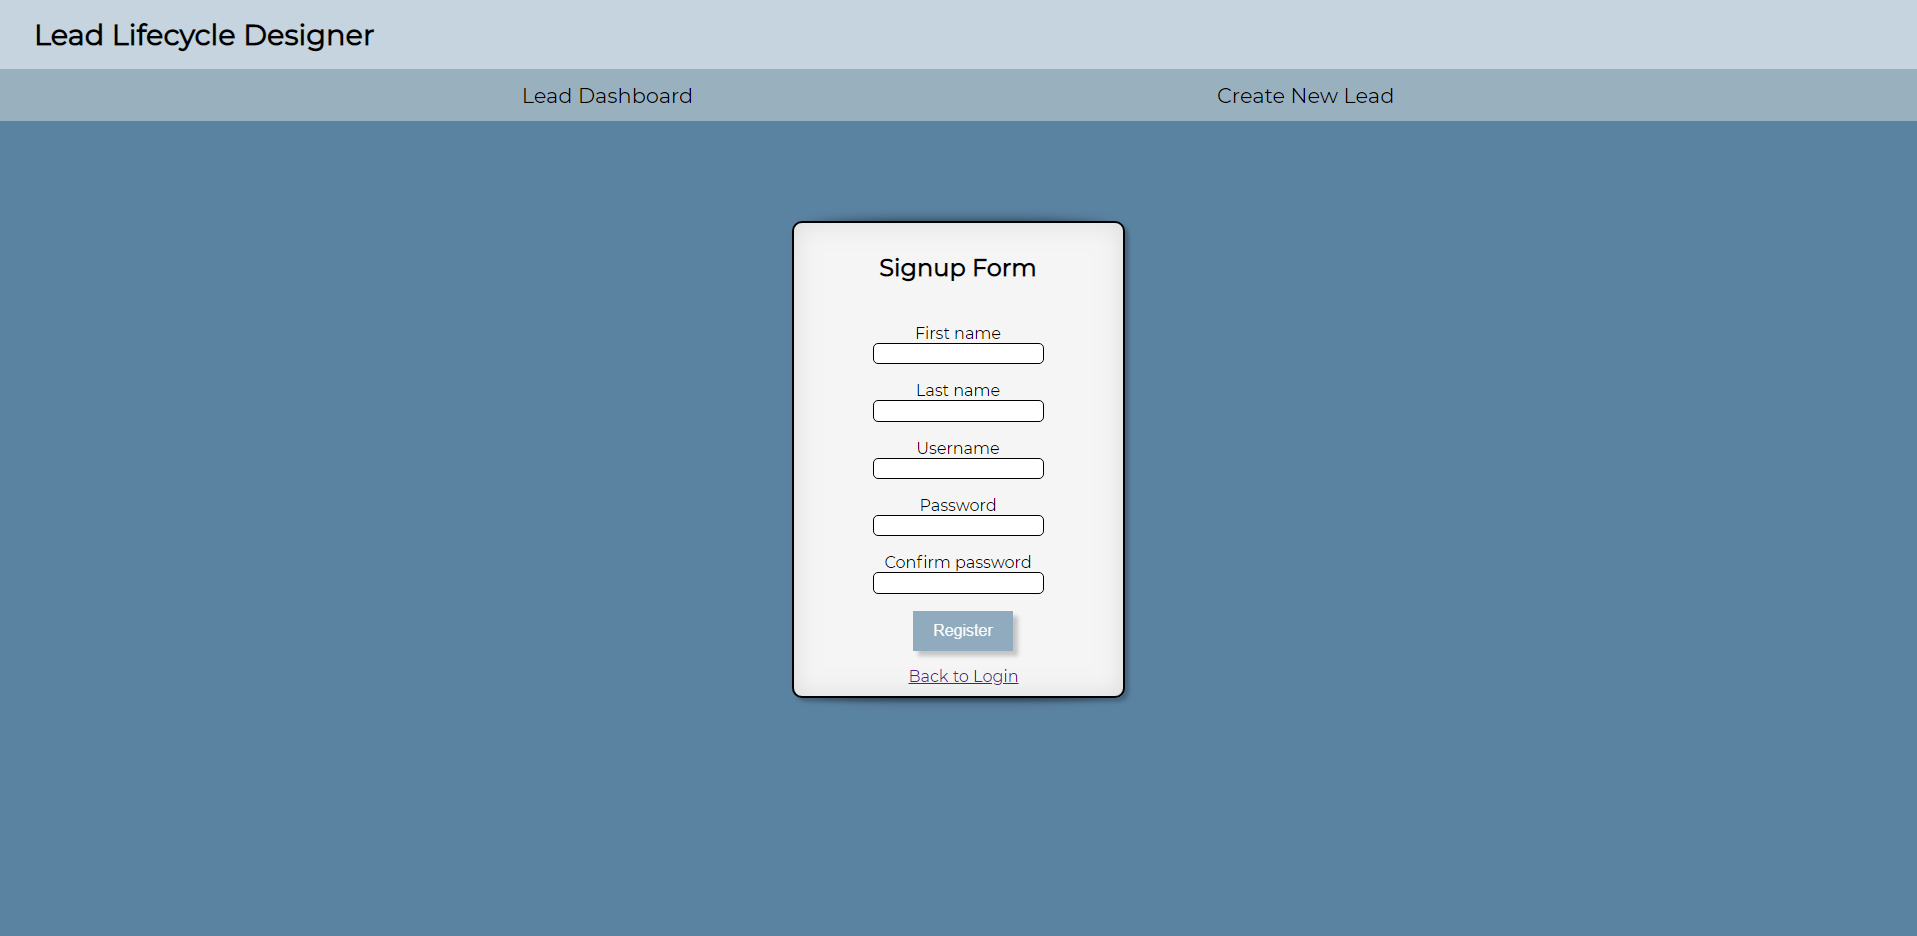 Lead Lifecycle Designer
Lead Dashboard
Create New Lead
Signup Form
First name
Last name
Username
Password
Confirm password
Register
Back to Login